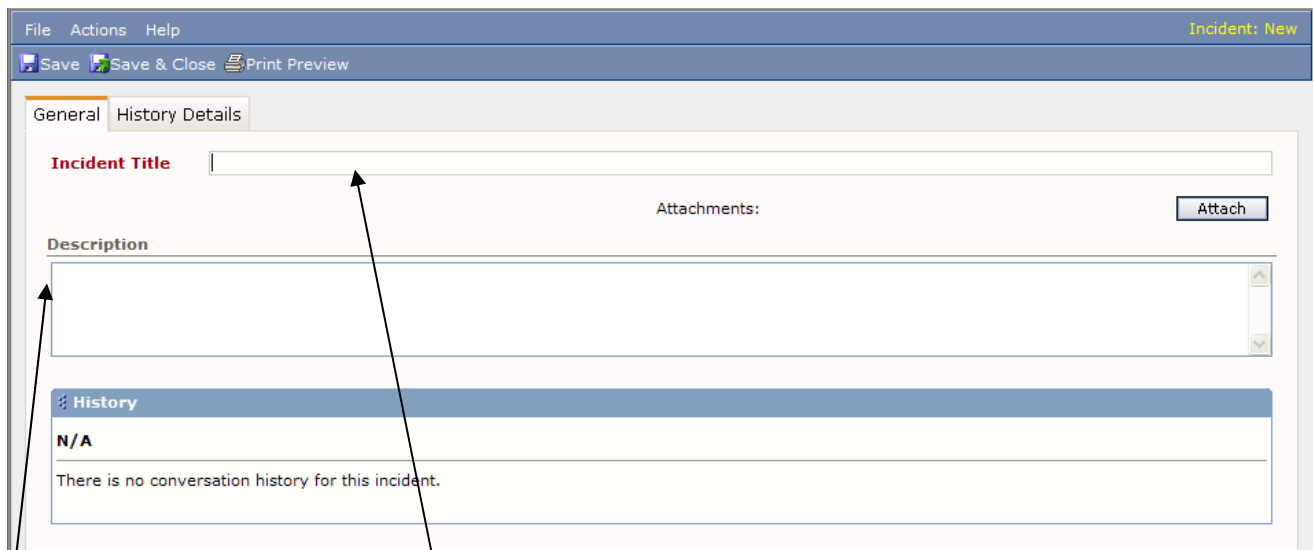 File Actions Help Incident: New
Save Save & Close Print Preview
General History Details
Incident Title
Attachments: Attach
Description
History
N/A
There is no conversation history for this incident.